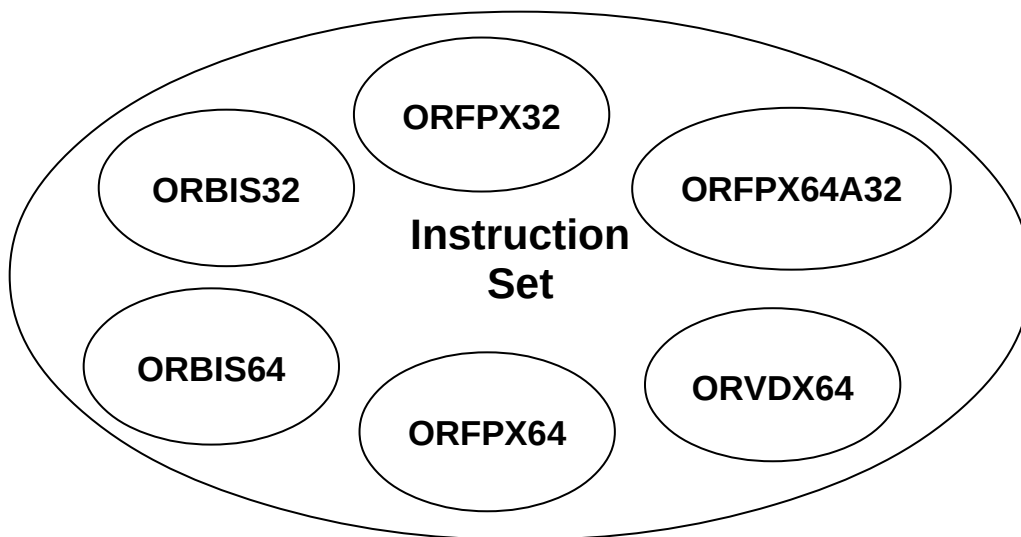 ORFPX32
ORBIS32
ORFPX64A32
Instruction
Set
ORBIS64
ORVDX64
ORFPX64